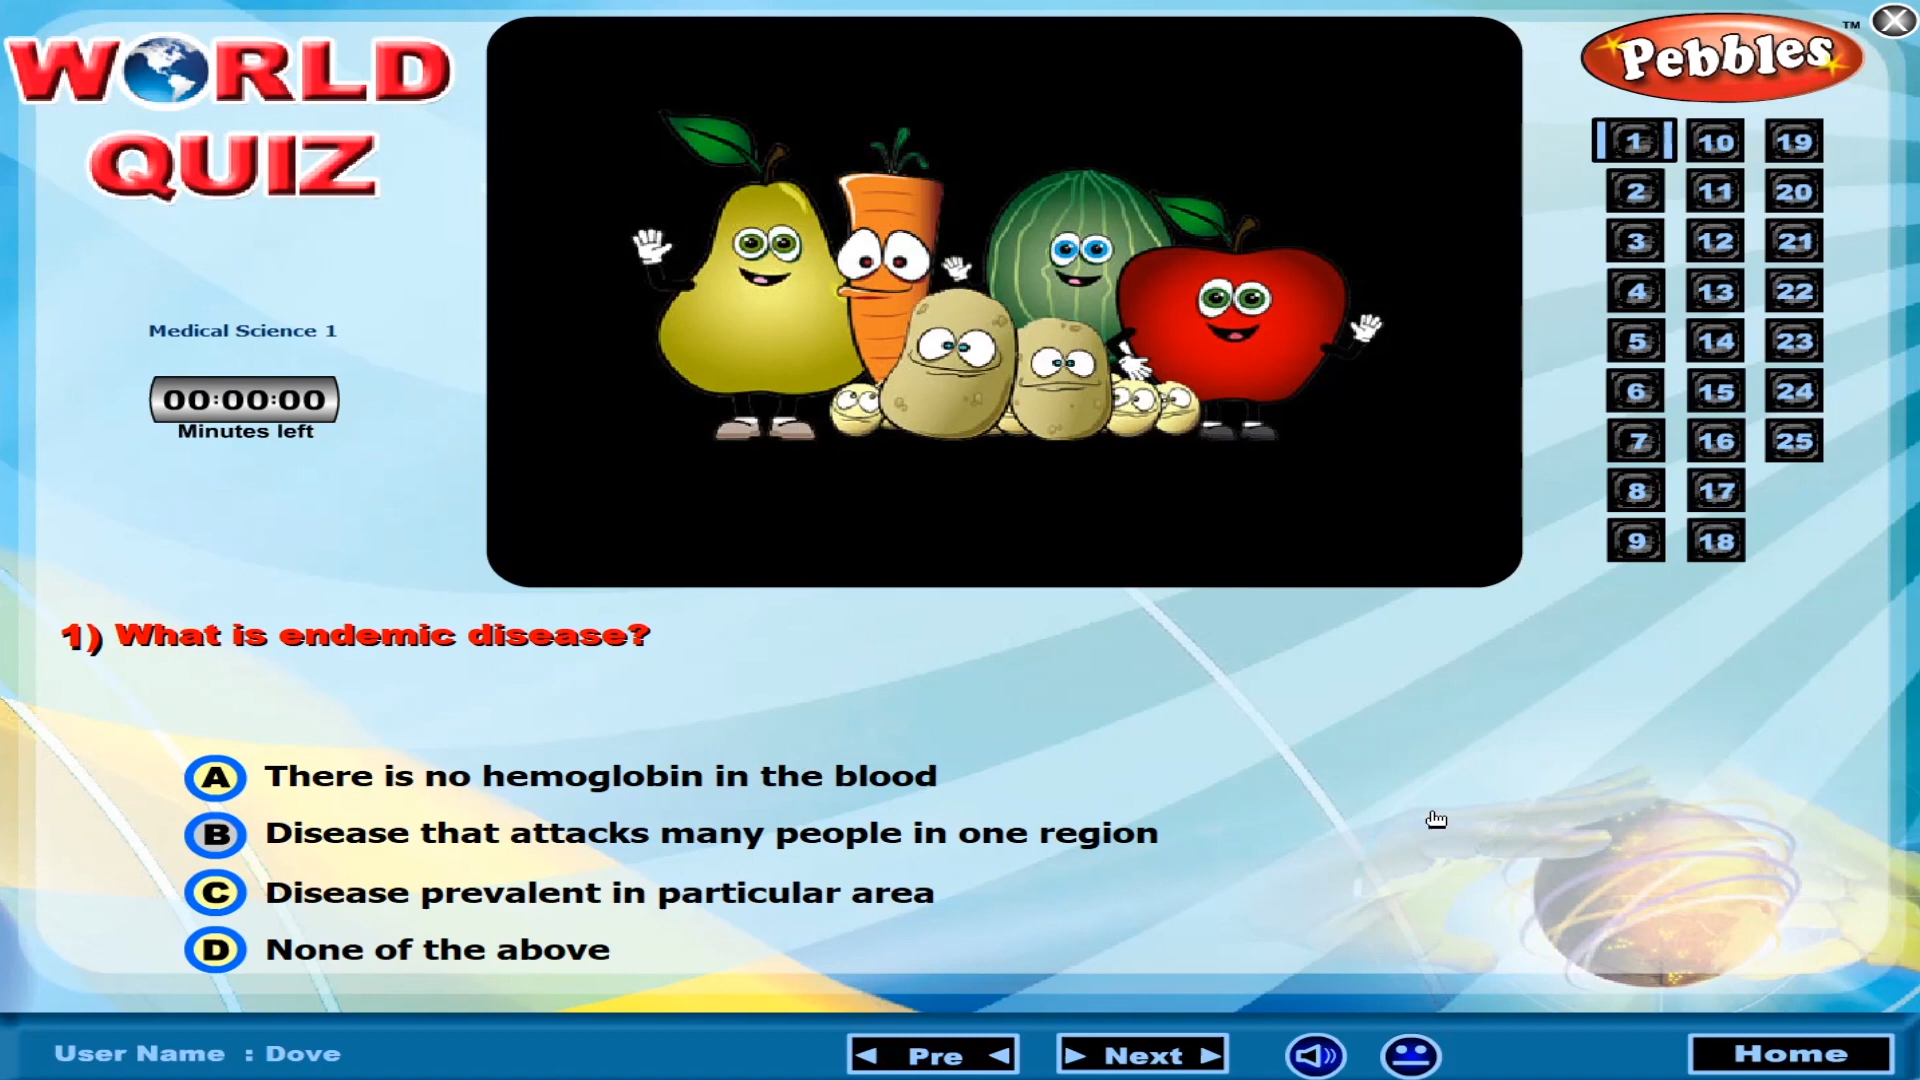 WORLD
QUIZ
Pebbles™
Medical Science 1
00:00:00
Minutes left
1 10 19
2 11 20
3 12 21
4 13 22
5 14 23
6 15 24
7 16 25
8 17
9 18
1) What is endemic disease?
A There is no hemoglobin in the blood
B Disease that attacks many people in one region
C Disease prevalent in particular area
D None of the above
User Name : Dove
Pre
Next
Home